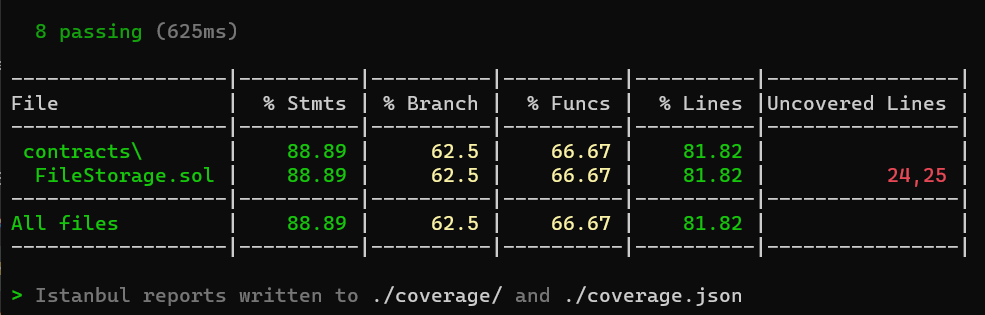 8 passing (625ms)
------------------|----------|----------|----------|----------|----------------|
File              |  % Stmts | % Branch |  % Funcs |  % Lines |Uncovered Lines |
------------------|----------|----------|----------|----------|----------------|
 contracts\       |    88.89 |     62.5 |    66.67 |    81.82 |                |
  FileStorage.sol |    88.89 |     62.5 |    66.67 |    81.82 |          24,25 |
------------------|----------|----------|----------|----------|----------------|
All files         |    88.89 |     62.5 |    66.67 |    81.82 |                |
------------------|----------|----------|----------|----------|----------------|
> Istanbul reports written to ./coverage/ and ./coverage.json